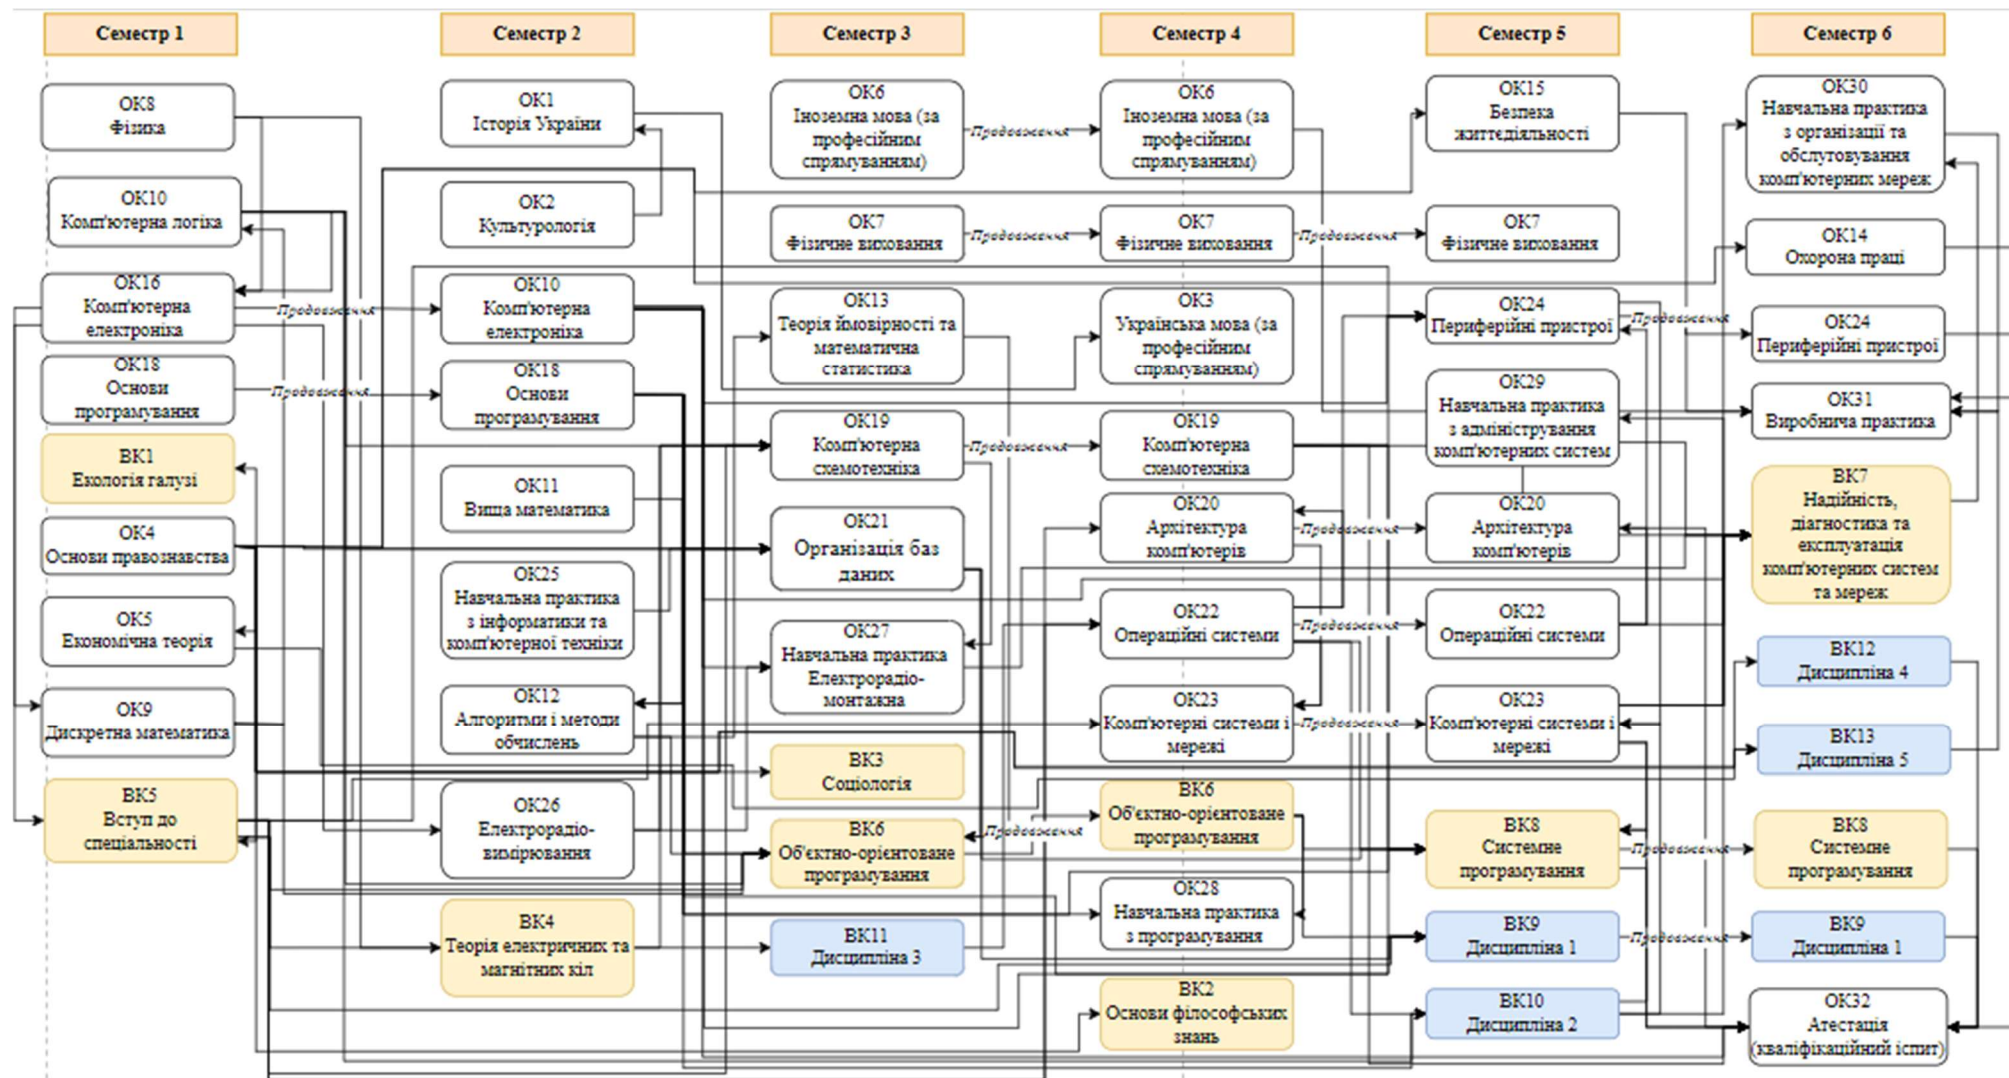 Семестр 1
Семестр 2
Семестр 3
Семестр 4
Семестр 5
Семестр 6
ОК8
Фізика
ОК10
Комп'ютерна логіка
ОК16
Комп'ютерна
електроніка
Продовження
ОК18
Основи
програмування
Продовження
ВК1
Екологія галузі
ОК4
Основи правознавства
ОК5
Економічна теорія
ОК9
Дискретна математика
ВК5
Вступ до
спеціальності
ОК1
Історія України
ОК2
Культурологія
ОК10
Комп'ютерна
електроніка
ОК18
Основи
програмування
ОК11
Вища математика
ОК25
Навчальна практика
з інформатики та
комп'ютерної техніки
ОК12
Алгоритми і методи
обчислень
ОК26
Електрорадіо-
вимірювання
ВК4
Теорія електричних та
магнітних кіл
ОК6
Іноземна мова (за
професійним
спрямуванням)
Продовження
ОК7
Фізичне виховання
Продовження
ОК13
Теорія ймовірності та
математична
статистика
ОК19
Комп'ютерна
схемотехніка
Продовження
ОК21
Організація баз
даних
ОК27
Навчальна практика
Електрорадіо-
монтажна
ВК3
Соціологія
ВК6
Об'єктно-орієнтоване
програмування
Продовження
ВК11
Дисципліна 3
ОК6
Іноземна мова (за
професійним
спрямуванням)
ОК7
Фізичне виховання
Продовження
ОК3
Українська мова (за
професійним
спрямуванням)
ОК19
Комп'ютерна
схемотехніка
ОК20
Архітектура
комп'ютерів
Продовження
ОК22
Операційні системи
Продовження
ОК23
Комп'ютерні системи і
мережі
Продовження
ВК6
Об'єктно-орієнтоване
програмування
ОК28
Навчальна практика
з програмування
ВК2
Основи філософських
знань
ОК15
Безпека
життєдіяльності
ОК7
Фізичне виховання
ОК24
Периферійні пристрої
Продовження
ОК29
Навчальна практика
з адміністрування
комп'ютерних систем
ОК20
Архітектура
комп'ютерів
ОК22
Операційні системи
ОК23
Комп'ютерні системи і
мережі
ВК8
Системне
програмування
Продовження
ВК9
Дисципліна 1
Продовження
ВК10
Дисципліна 2
ОК30
Навчальна практика
з організації та
обслутовування
комп'ютерних мереж
ОК14
Охорона праці
ОК24
Периферійні пристрої
ОК31
Виробнича практика
ВК7
Надійність,
діагностика та
експлуатація
комп'ютерних систем
та мереж
ВК12
Дисципліна 4
ВК13
Дисципліна 5
ВК8
Системне
програмування
ВК9
Дисципліна 1
ОК32
Атестація
(кваліфікаційний іспит)